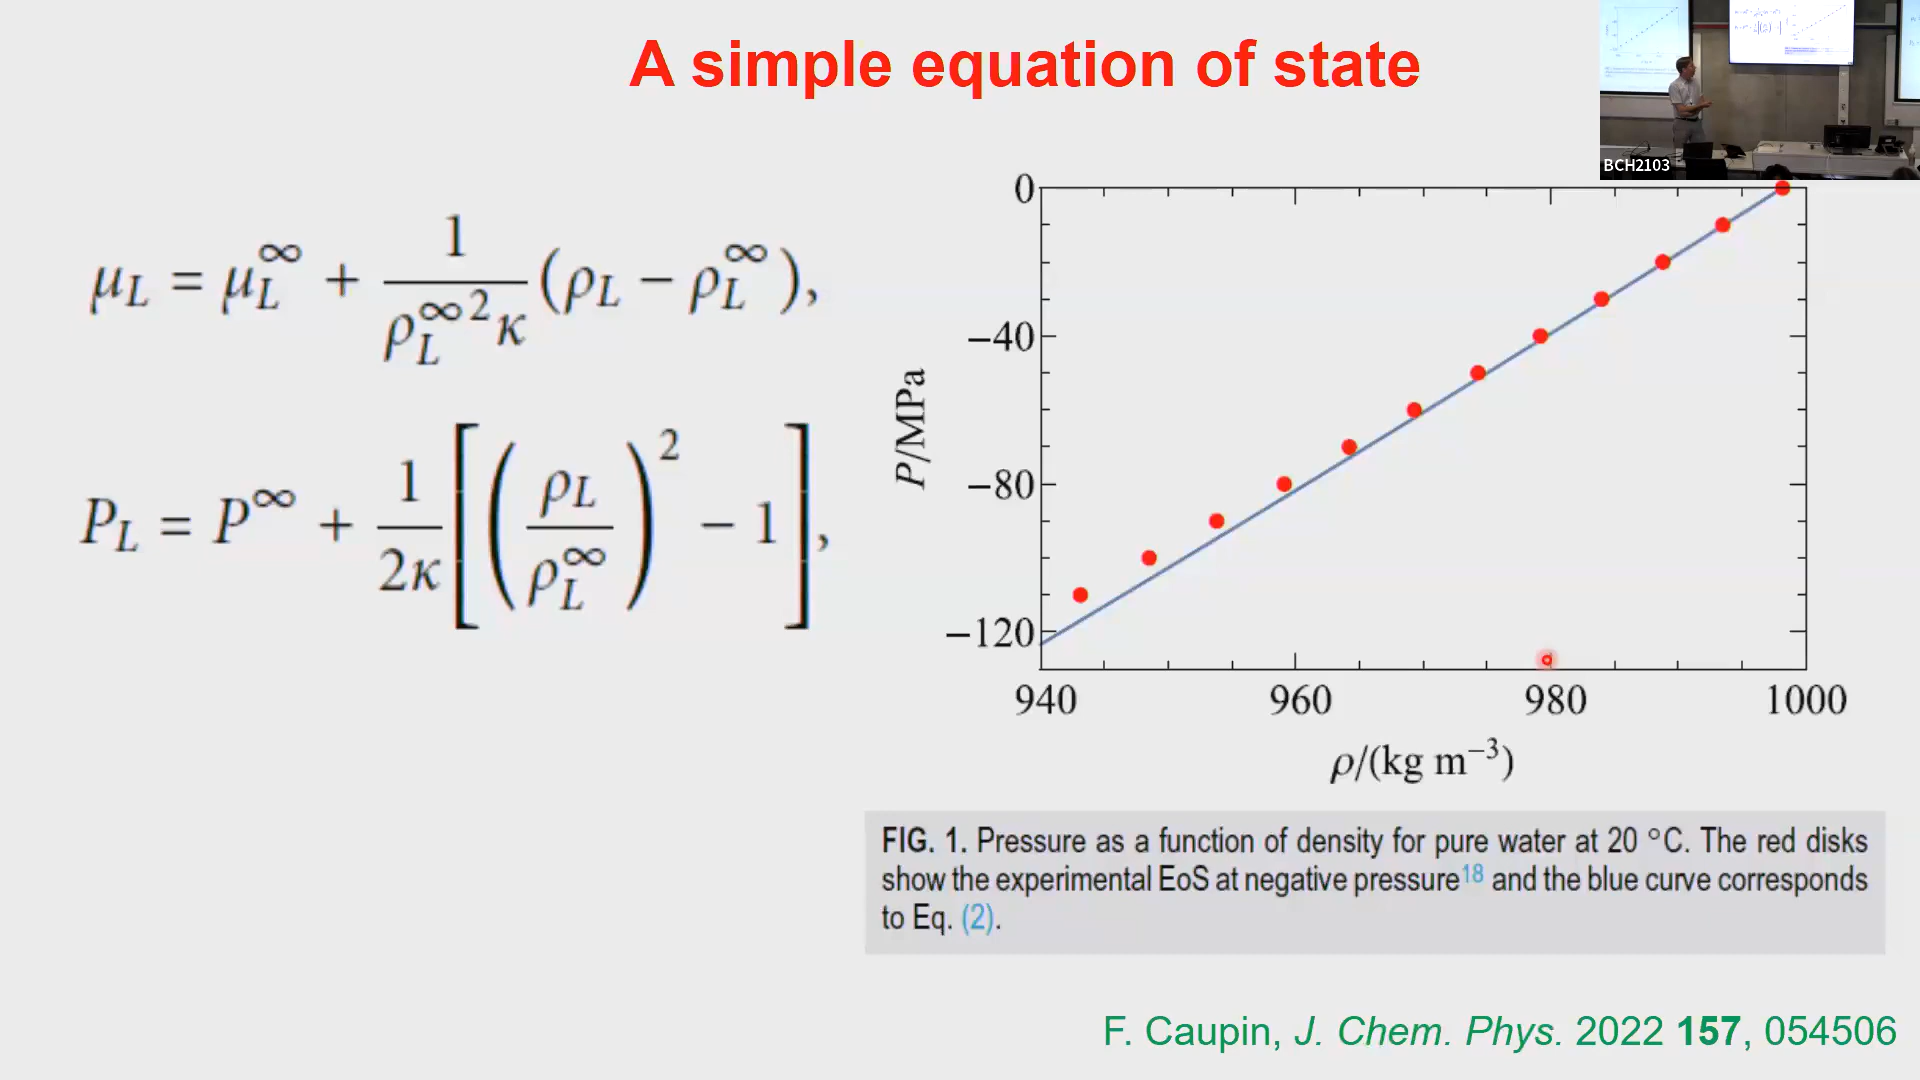 A simple equation of state
BCH2103
μ_L = μ_L^∞ + \frac{1}{ρ_L^{∞ 2} κ} (ρ_L − ρ_L^∞),
P_L = P^∞ + \frac{1}{2κ} [ ( \frac{ρ_L}{ρ_L^∞} )^2 − 1 ],
0
−40
−80
−120
P/MPa
940 960 980 1000
ρ/(kg m⁻³)
FIG. 1. Pressure as a function of density for pure water at 20 °C. The red disks
show the experimental EoS at negative pressure¹⁸ and the blue curve corresponds
to Eq. (2).
F. Caupin, J. Chem. Phys. 2022 157, 054506